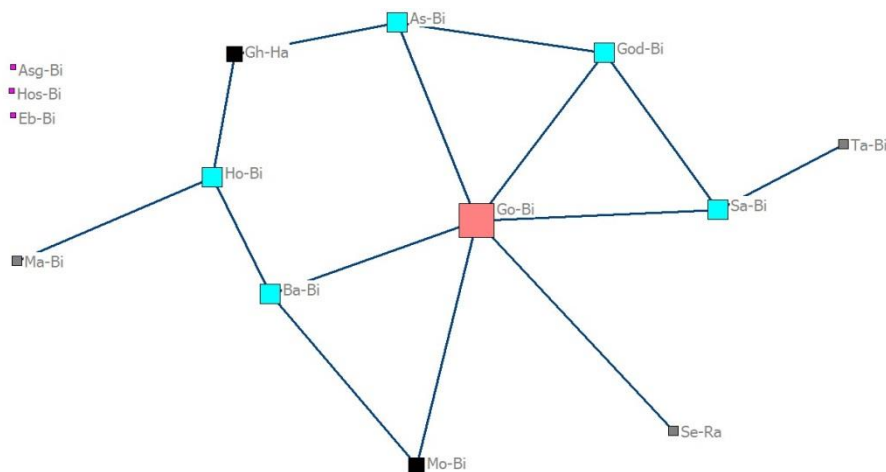 As-Bi
Gh-Ha
God-Bi
Asg-Bi
Hos-Bi
Eb-Bi
Ta-Bi
Ho-Bi
Go-Bi
Sa-Bi
Ma-Bi
Ba-Bi
Se-Ra
Mo-Bi